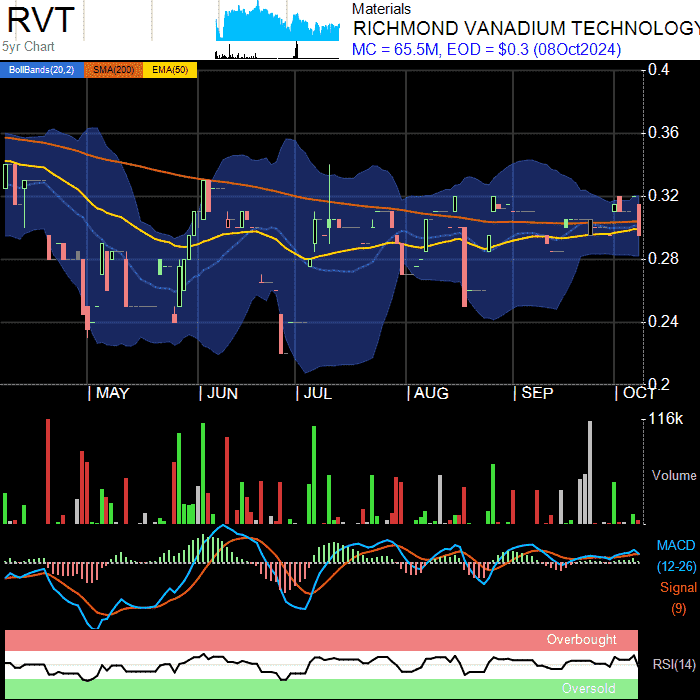 RVT
5yr Chart
Materials
RICHMOND VANADIUM TECHNOLOGY
MC = 65.5M, EOD = $0.3 (08Oct2024)
BollBands(20,2) SMA(200) EMA(50)
0.4
0.36
0.32
0.28
0.24
0.2
| MAY | JUN | JUL | AUG | SEP | OCT
116k
Volume
MACD
(12-26)
Signal
(9)
Overbought
RSI(14)
Oversold